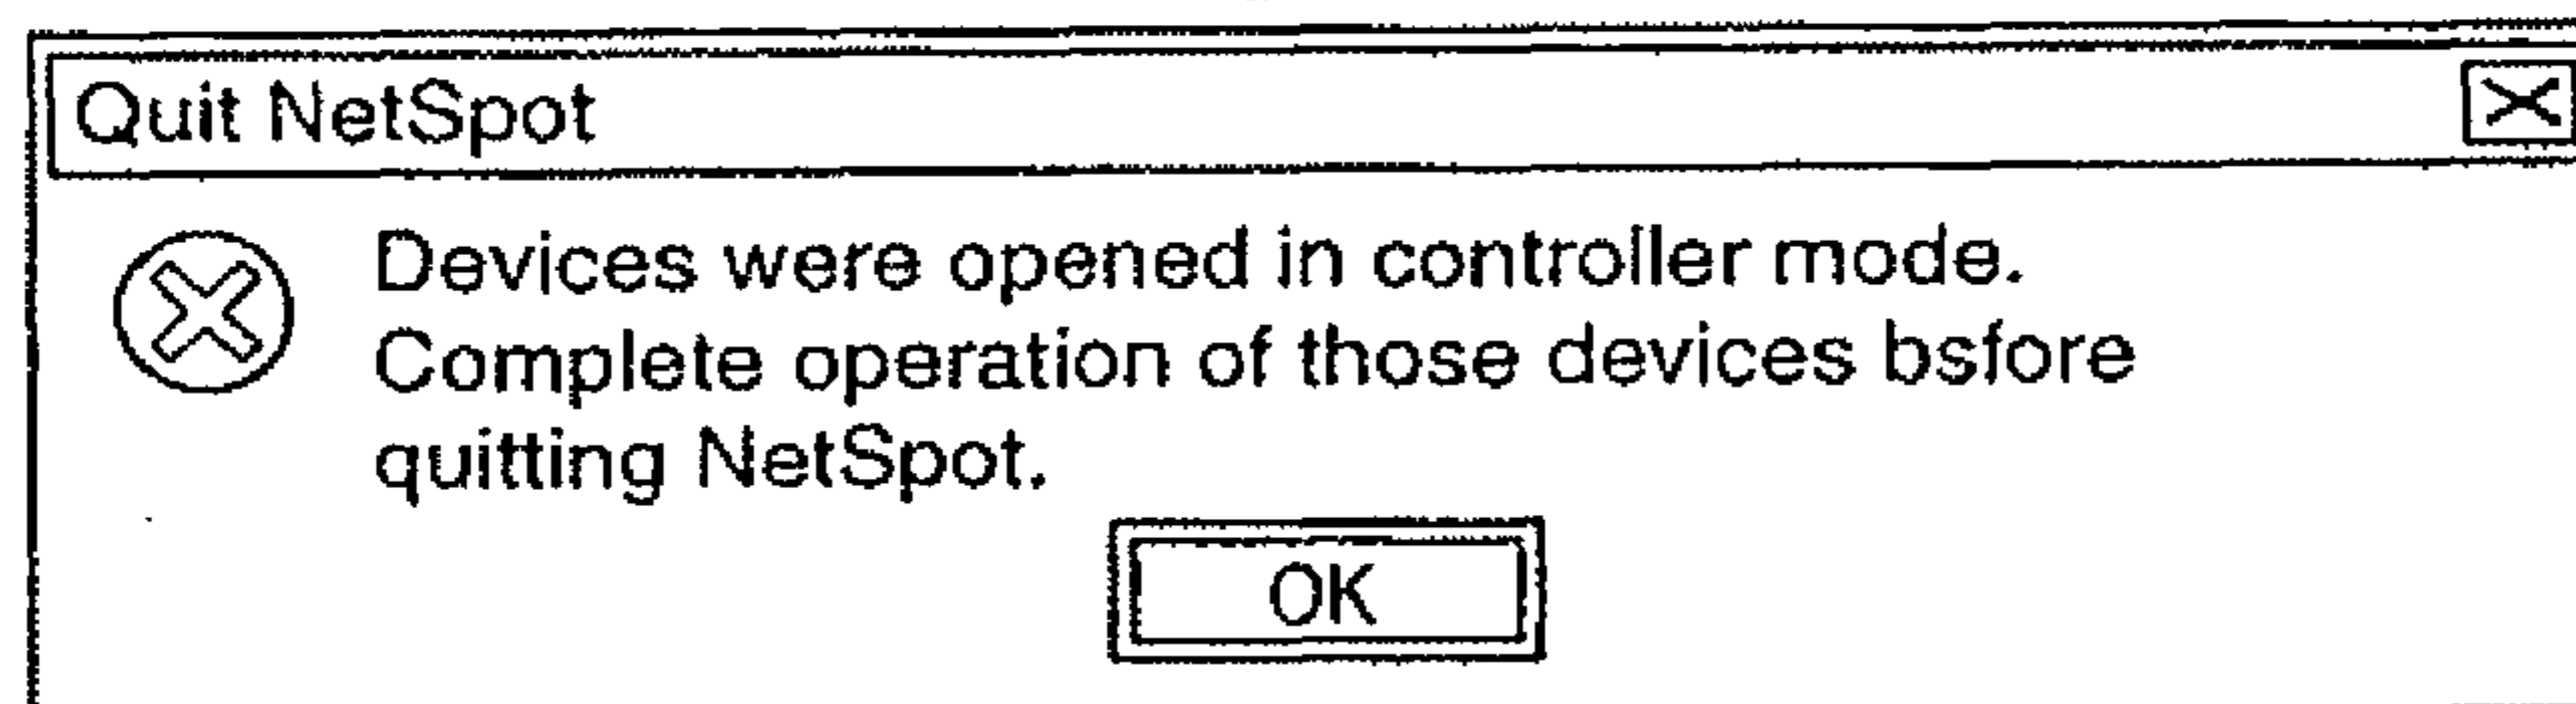 Quit NetSpot
Devices were opened in controller mode.
Complete operation of those devices bsfore
quitting NetSpot.
OK